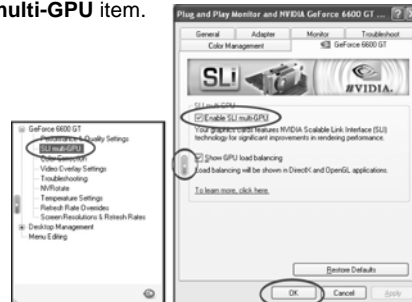 multi-GPU item.
GeForce 6600 GT
Performance & Quality Settings
SLI multi-GPU
Color Correction
Video Overlay Settings
Troubleshooting
NVRotate
Temperature Settings
Refresh Rate Overrides
Screen Resolutions & Refresh Rates
Desktop Management
Menu Editing
Plug and Play Monitor and NVIDIA GeForce 6600 GT ...
General
Adapter
Monitor
Troubleshoot
Color Management
GeForce 6600 GT
SLI
NVIDIA.
SLI multi-GPU
Enable SLI multi-GPU
Your graphics cards features NVIDIA Scalable Link Interface (SLI)
technology for significant improvements in rendering performance.
Show GPU load balancing
Load balancing will be shown in Direct X and OpenGL applications.
To learn more, click here.
Restore Defaults
OK
Cancel
Apply